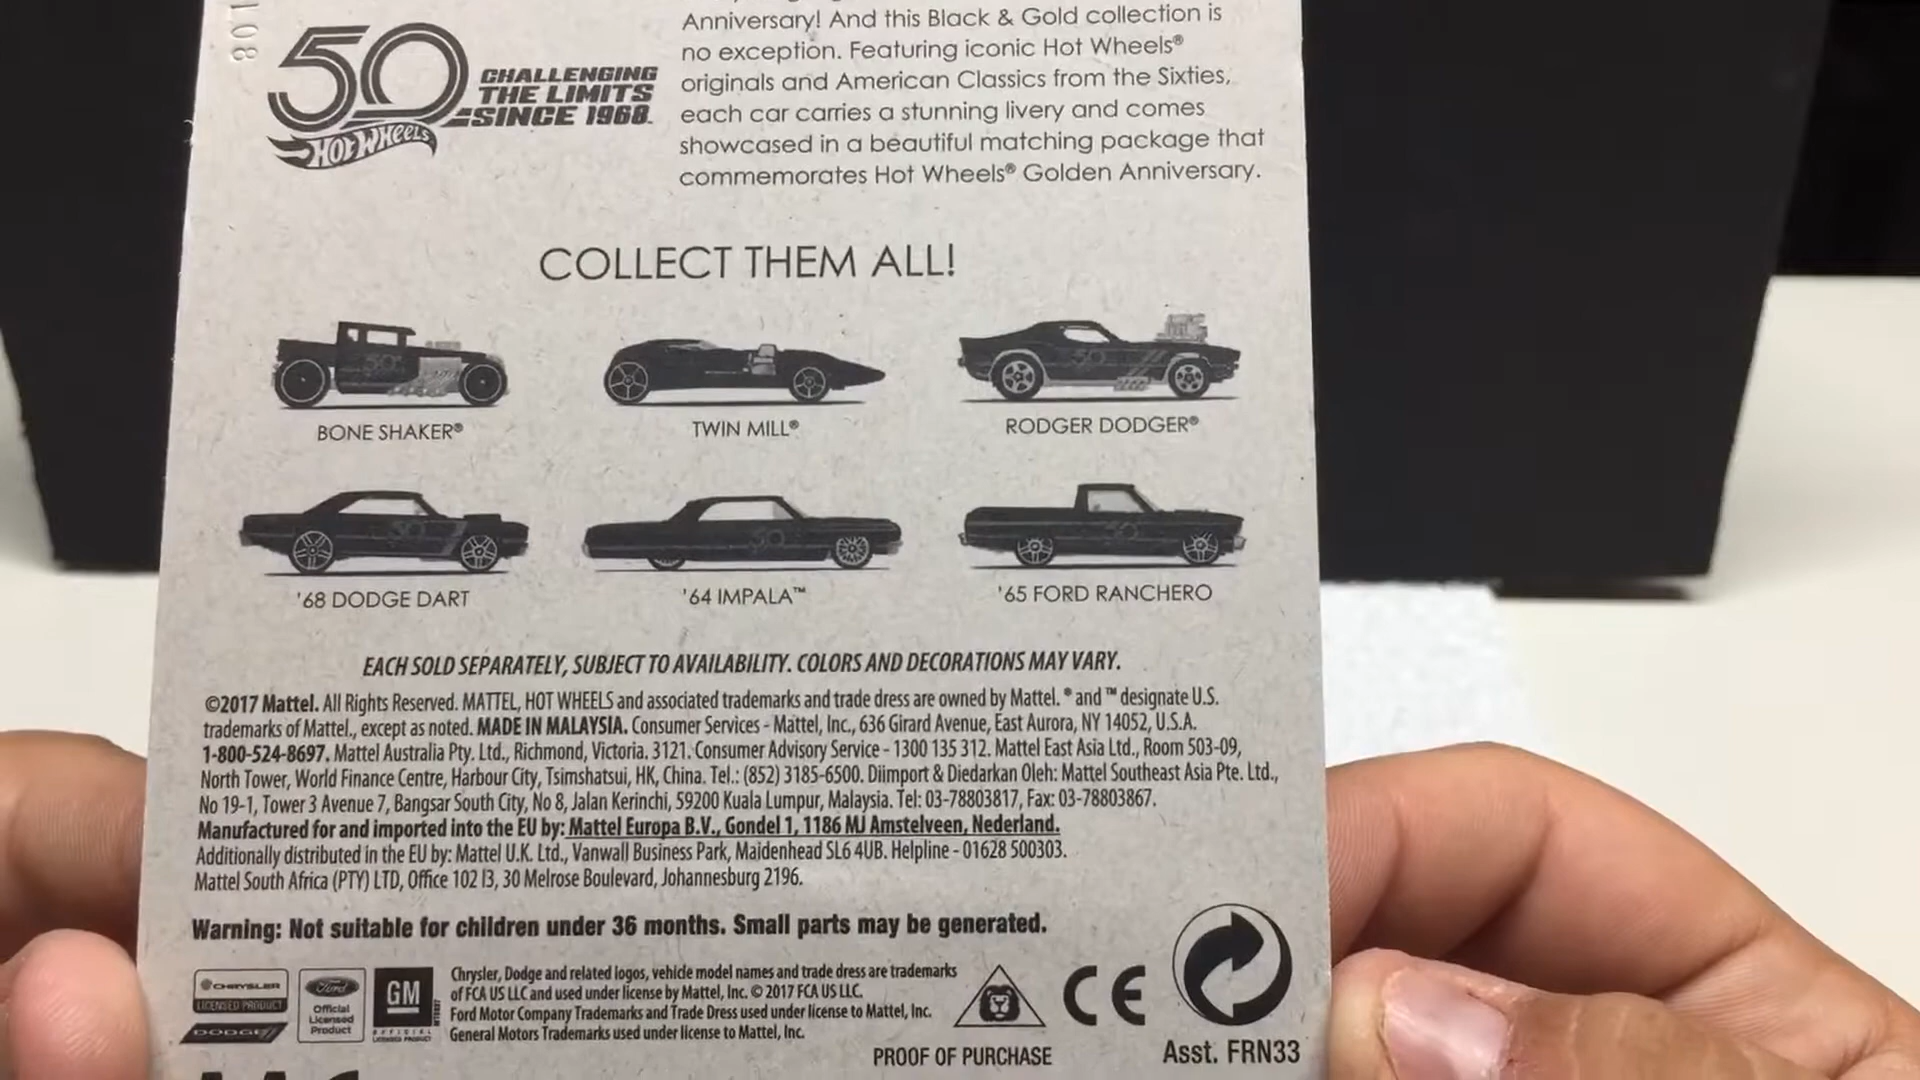 108
Anniversary! And this Black & Gold collection is
no exception. Featuring iconic Hot Wheels®
originals and American Classics from the Sixties,
each car carries a stunning livery and comes
showcased in a beautiful matching package that
commemorates Hot Wheels® Golden Anniversary.
50
CHALLENGING
THE LIMITS
SINCE 1968.
HOT WHEELS
COLLECT THEM ALL!
BONE SHAKER®
TWIN MILL®
RODGER DODGER®
'68 DODGE DART
'64 IMPALA™
'65 FORD RANCHERO
EACH SOLD SEPARATELY, SUBJECT TO AVAILABILITY. COLORS AND DECORATIONS MAY VARY.
©2017 Mattel. All Rights Reserved. MATTEL, HOT WHEELS and associated trademarks and trade dress are owned by Mattel. ® and ™ designate U.S.
trademarks of Mattel., except as noted. MADE IN MALAYSIA. Consumer Services - Mattel, Inc., 636 Girard Avenue, East Aurora, NY 14052, U.S.A.
1-800-524-8697. Mattel Australia Pty. Ltd., Richmond, Victoria. 3121. Consumer Advisory Service - 1300 135 312. Mattel East Asia Ltd., Room 503-09,
North Tower, World Finance Centre, Harbour City, Tsimshatsui, HK, China. Tel.: (852) 3185-6500. Diimport & Diedarkan Oleh: Mattel Southeast Asia Pte. Ltd.,
No 19-1, Tower 3 Avenue 7, Bangsar South City, No 8, Jalan Kerinchi, 59200 Kuala Lumpur, Malaysia. Tel: 03-78803817, Fax: 03-78803867.
Manufactured for and imported into the EU by: Mattel Europa B.V., Gondel 1, 1186 MJ Amstelveen, Nederland.
Additionally distributed in the EU by: Mattel U.K. Ltd., Vanwall Business Park, Maidenhead SL6 4UB. Helpline - 01628 500303.
Mattel South Africa (PTY) LTD, Office 102 I3, 30 Melrose Boulevard, Johannesburg 2196.
Warning: Not suitable for children under 36 months. Small parts may be generated.
CHRYSLER
LICENSED PRODUCT
DODGE
Ford
Official
Licensed
Product
GM
OFFICIAL
LICENSED PRODUCT
Chrysler, Dodge and related logos, vehicle model names and trade dress are trademarks
of FCA US LLC and used under license by Mattel, Inc. © 2017 FCA US LLC.
Ford Motor Company Trademarks and Trade Dress used under license to Mattel, Inc.
General Motors Trademarks used under license to Mattel, Inc.
CE
PROOF OF PURCHASE
Asst. FRN33